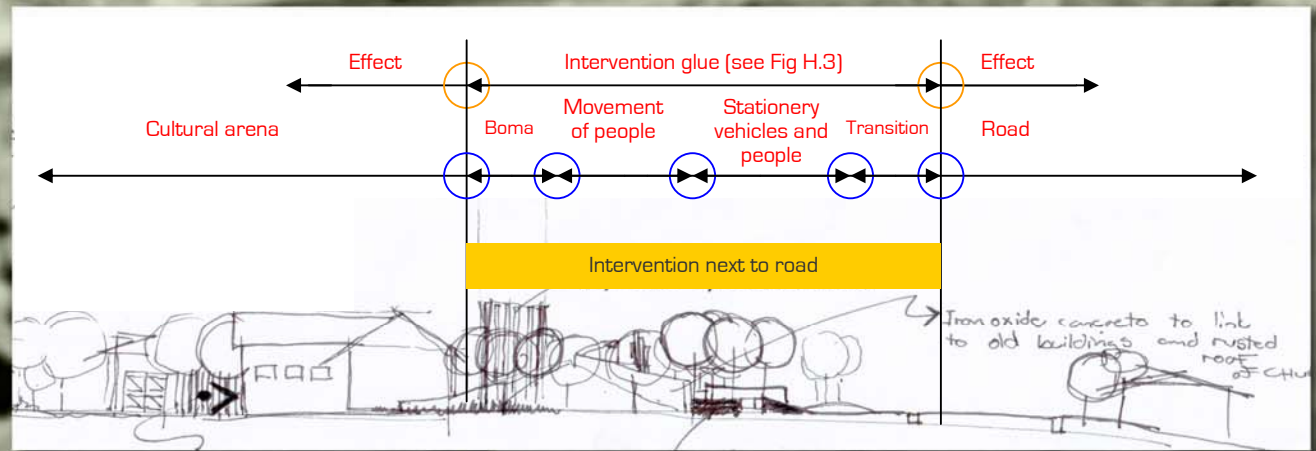 Effect
Intervention glue (see Fig H.3)
Effect
Cultural arena
Boma
Movement
of people
Stationery
vehicles and
people
Transition
Road
Intervention next to road
Iron oxide concrete to link
to old buildings and rusted
roof
of